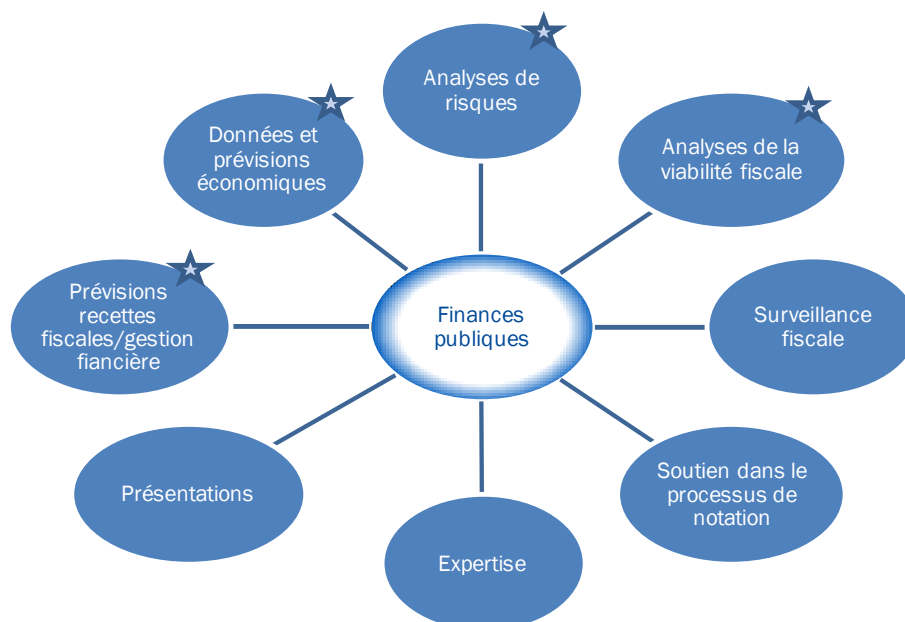 Analyses de
risques
Données et
prévisions
économiques
Analyses de la
viabilité fiscale
Prévisions
recettes
fiscales/gestion
fiancière
Finances
publiques
Surveillance
fiscale
Présentations
Soutien dans le
processus de
notation
Expertise